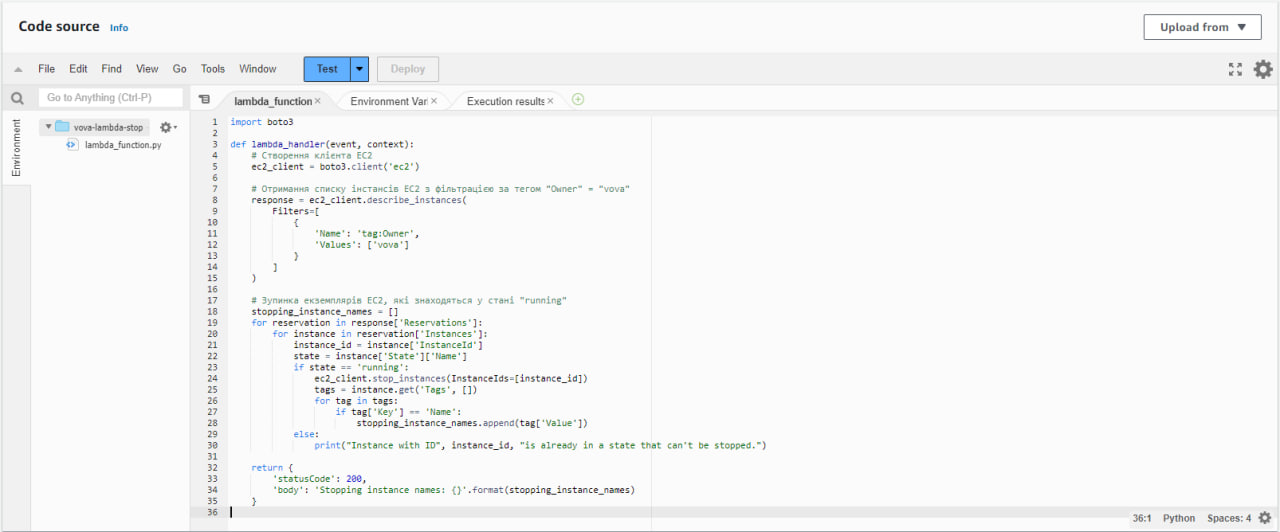 Code source Info
Upload from
File Edit Find View Go Tools Window Test Deploy
Go to Anything (Ctrl-P)
lambda_function × Environment Vari × Execution results ×
Environment
vova-lambda-stop
lambda_function.py
1 import boto3
2
3 def lambda_handler(event, context):
4     # Створення клієнта EC2
5     ec2_client = boto3.client('ec2')
6
7     # Отримання списку інстансів EC2 з фільтрацією за тегом "Owner" = "vova"
8     response = ec2_client.describe_instances(
9         Filters=[
10             {
11                 'Name': 'tag:Owner',
12                 'Values': ['vova']
13             }
14         ]
15     )
16
17     # Зупинка екземплярів EC2, які знаходяться у стані "running"
18     stopping_instance_names = []
19     for reservation in response['Reservations']:
20         for instance in reservation['Instances']:
21             instance_id = instance['InstanceId']
22             state = instance['State']['Name']
23             if state == 'running':
24                 ec2_client.stop_instances(InstanceIds=[instance_id])
25                 tags = instance.get('Tags', [])
26                 for tag in tags:
27                     if tag['Key'] == 'Name':
28                         stopping_instance_names.append(tag['Value'])
29             else:
30                 print("Instance with ID", instance_id, "is already in a state that can't be stopped.")
31
32     return {
33         'statusCode': 200,
34         'body': 'Stopping instance names: {}'.format(stopping_instance_names)
35     }
36
36:1 Python Spaces: 4